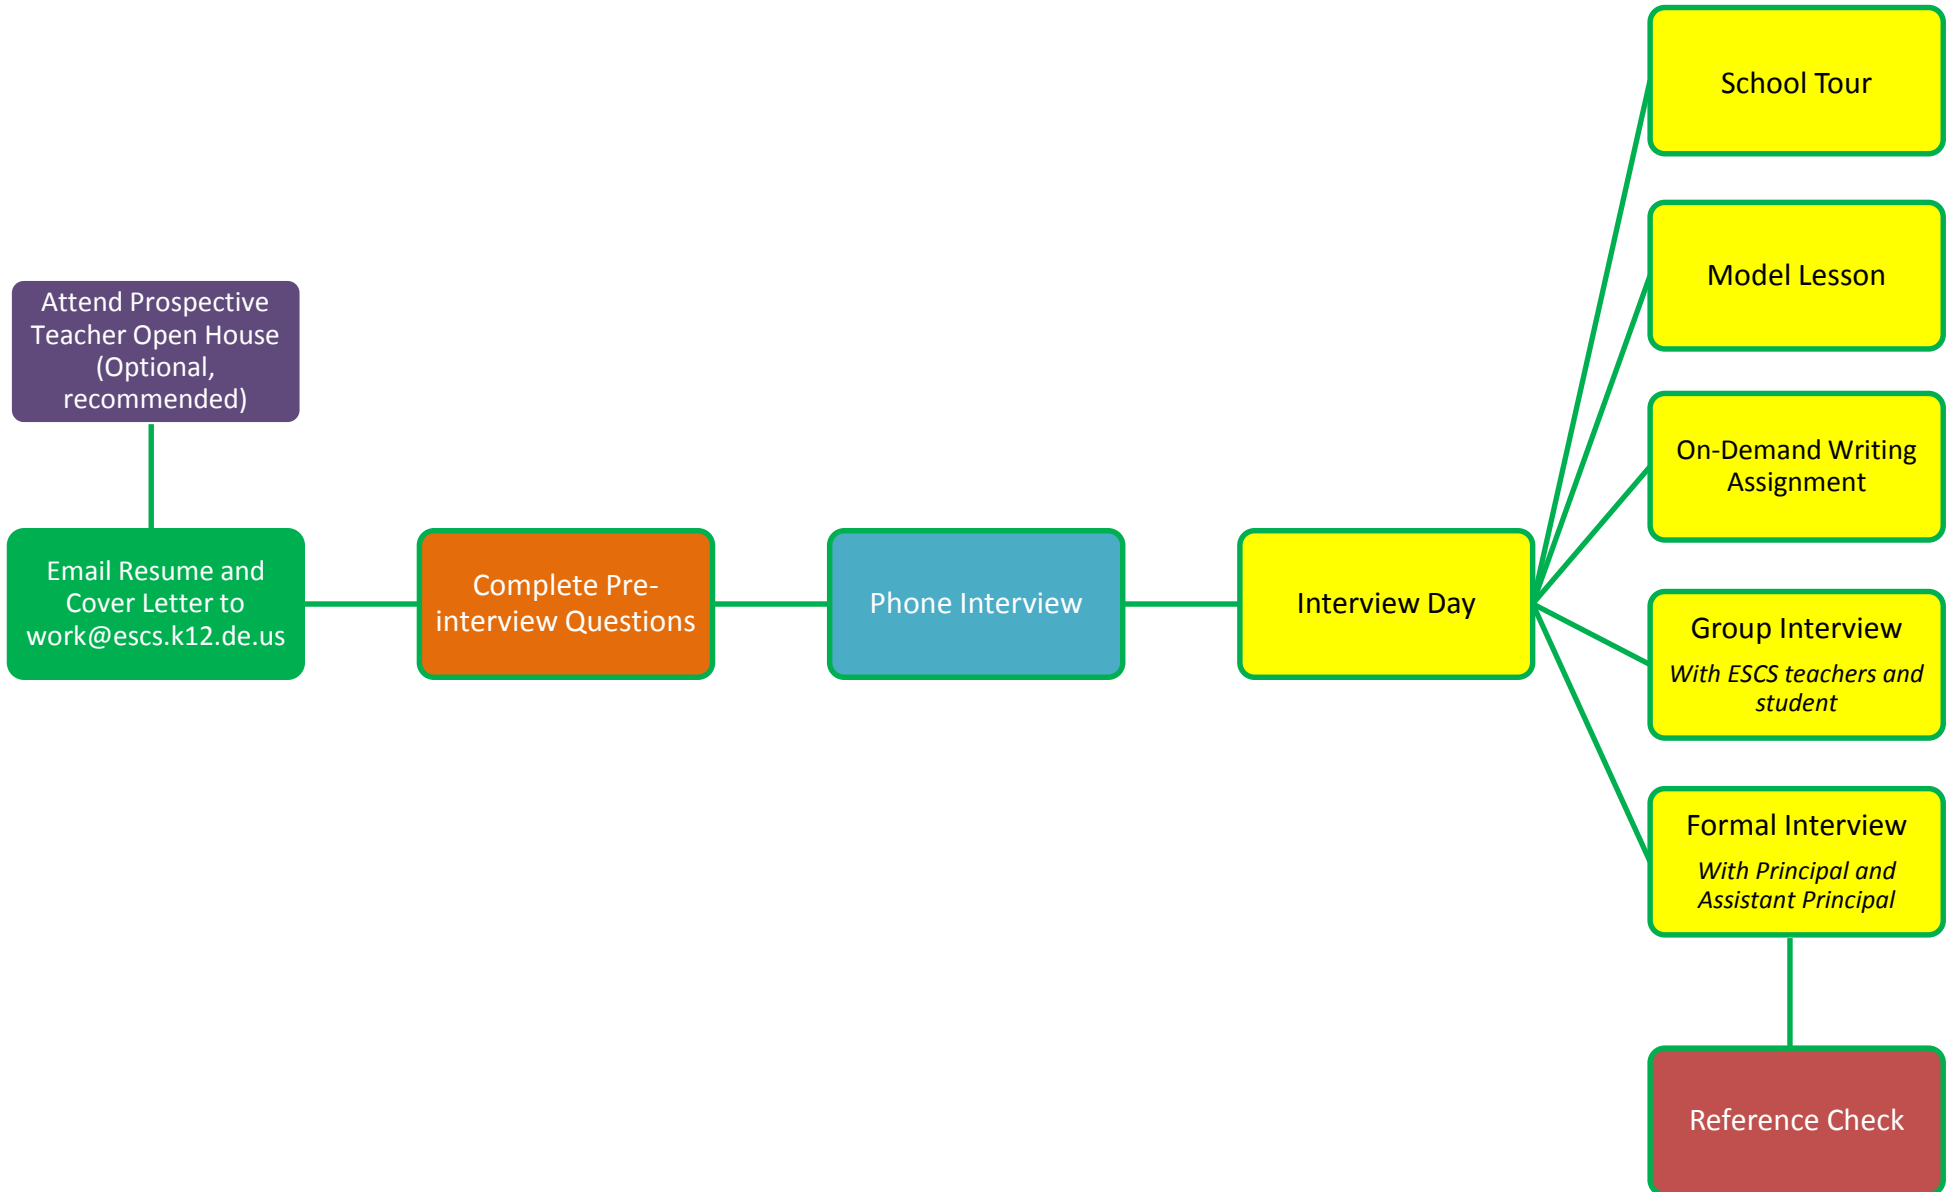 Attend Prospective
Teacher Open House
(Optional,
recommended)
Email Resume and
Cover Letter to
work@escs.k12.de.us
Complete Pre-
interview Questions
Phone Interview
Interview Day
School Tour
Model Lesson
On-Demand Writing
Assignment
Group Interview
With ESCS teachers and
student
Formal Interview
With Principal and
Assistant Principal
Reference Check